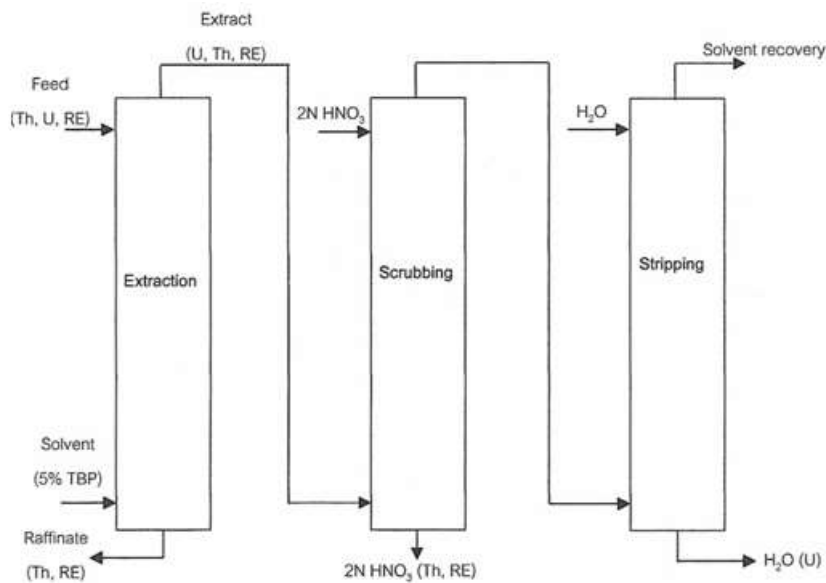 Extract
(U, Th, RE)
Solvent recovery
Feed
(Th, U, RE)
2N HNO₃
H₂O
Extraction
Scrubbing
Stripping
Solvent
(5% TBP)
Raffinate
(Th, RE)
2N HNO₃ (Th, RE)
H₂O (U)